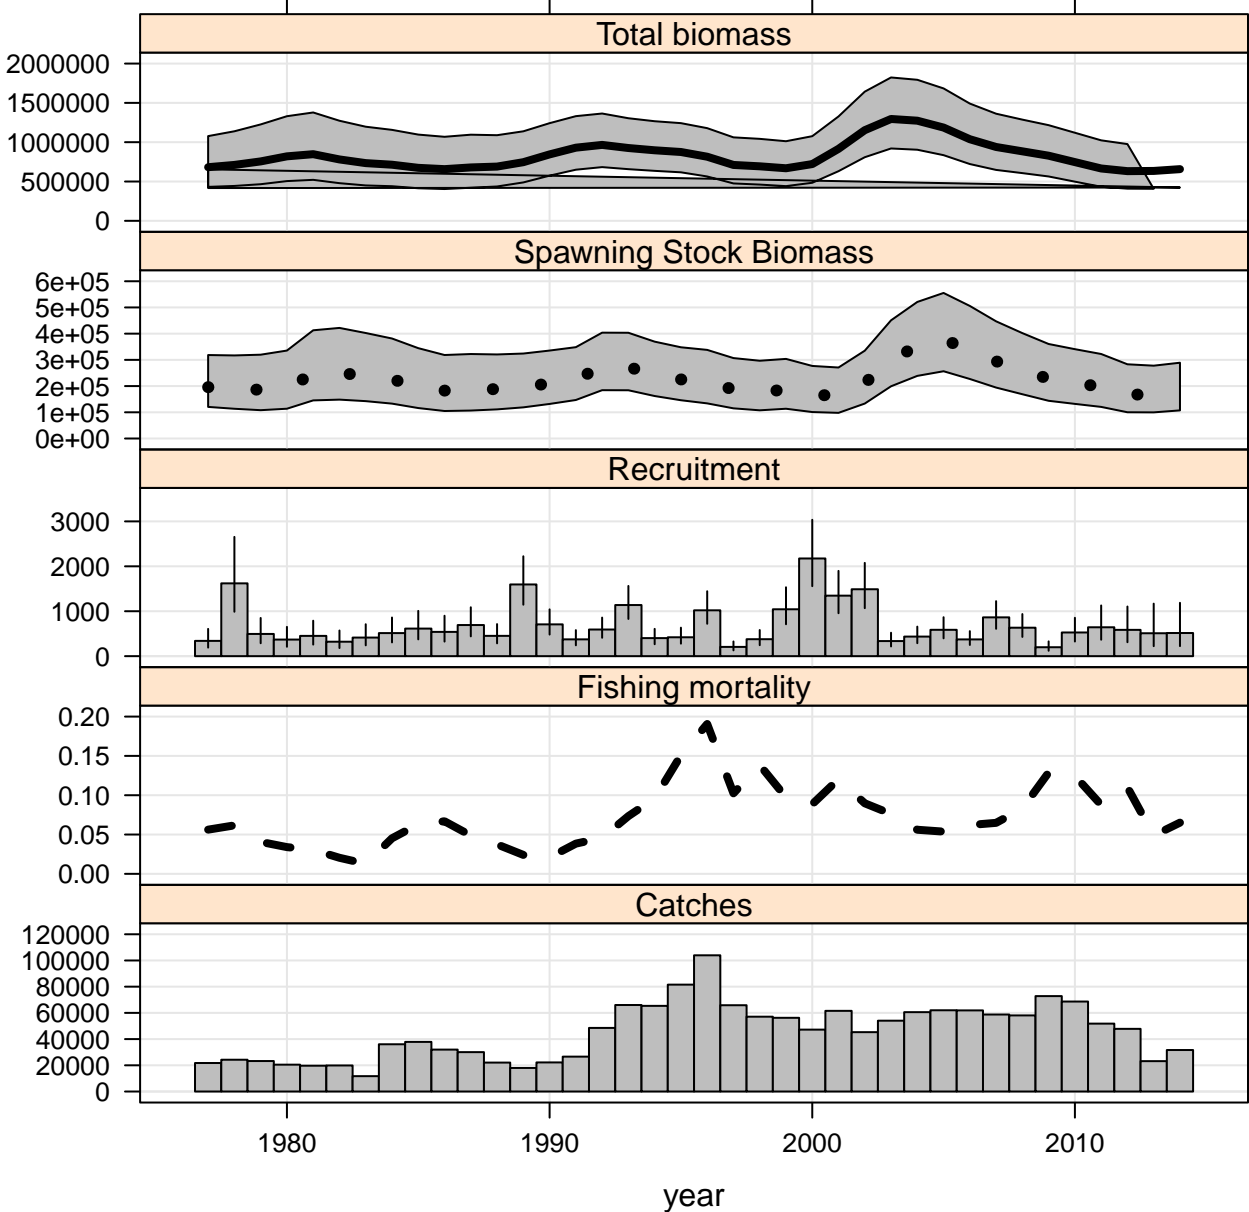 Total biomass
2000000
1500000
1000000
500000
0
Spawning Stock Biomass
6e+05
5e+05
4e+05
3e+05
2e+05
1e+05
0e+00
Recruitment
3000
2000
1000
0
Fishing mortality
0.20
0.15
0.10
0.05
0.00
Catches
120000
100000
80000
60000
40000
20000
0
1980 1990 2000 2010
year